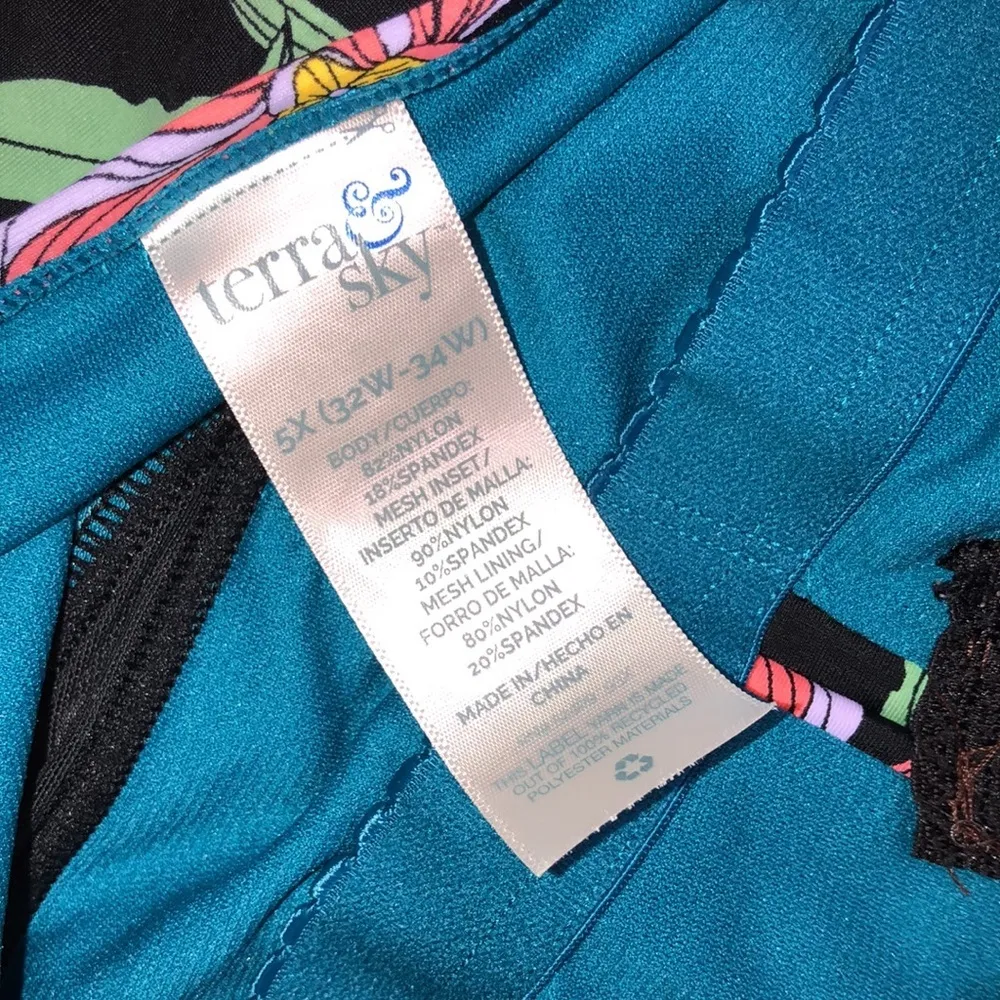 terra & sky™
5X (32W-34W)
BODY/CUERPO:
82%NYLON
18%SPANDEX
MESH INSET/
INSERTO DE MALLA:
90%NYLON
10%SPANDEX
MESH LINING/
FORRO DE MALLA:
80%NYLON
20%SPANDEX
MADE IN/HECHO EN
CHINA
THIS LABEL YARN IS MADE
OUT OF 100% RECYCLED
POLYESTER MATERIALS